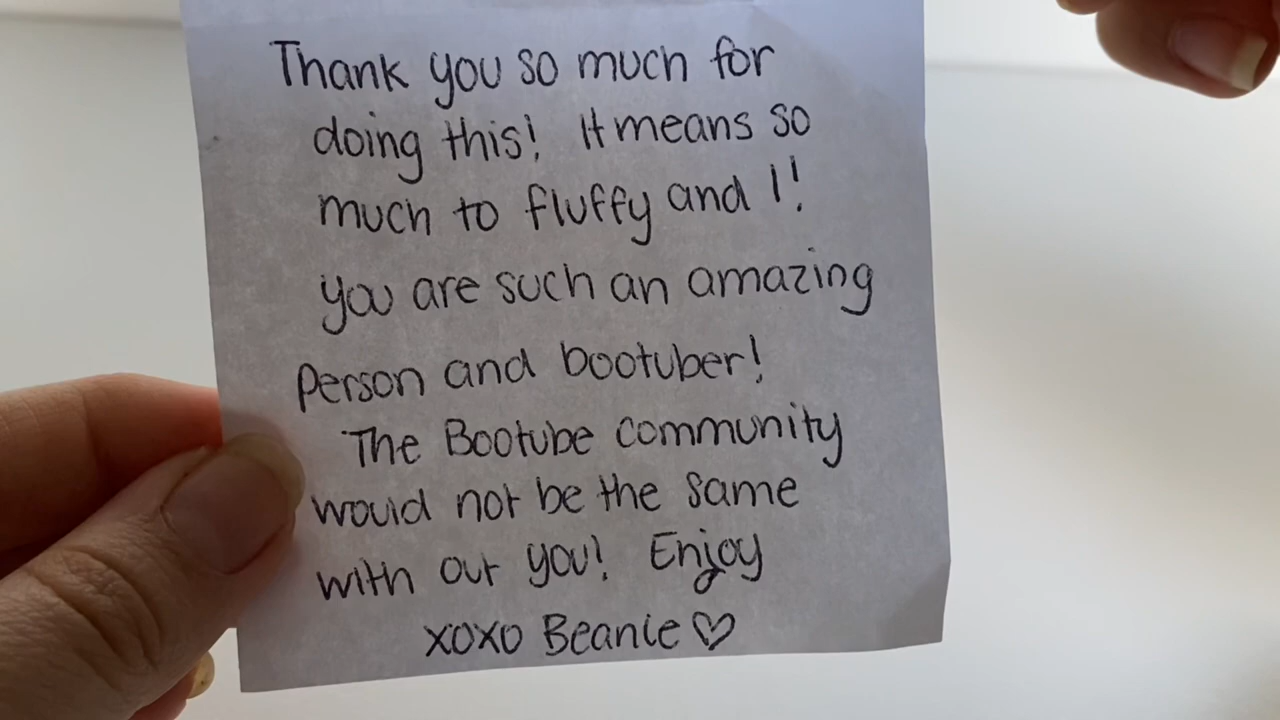 Thank you so much for
doing this! It means so
much to fluffy and I!
you are such an amazing
Person and bootuber!
The Bootube community
would not be the same
with out you! Enjoy
xoxo Beanie♡